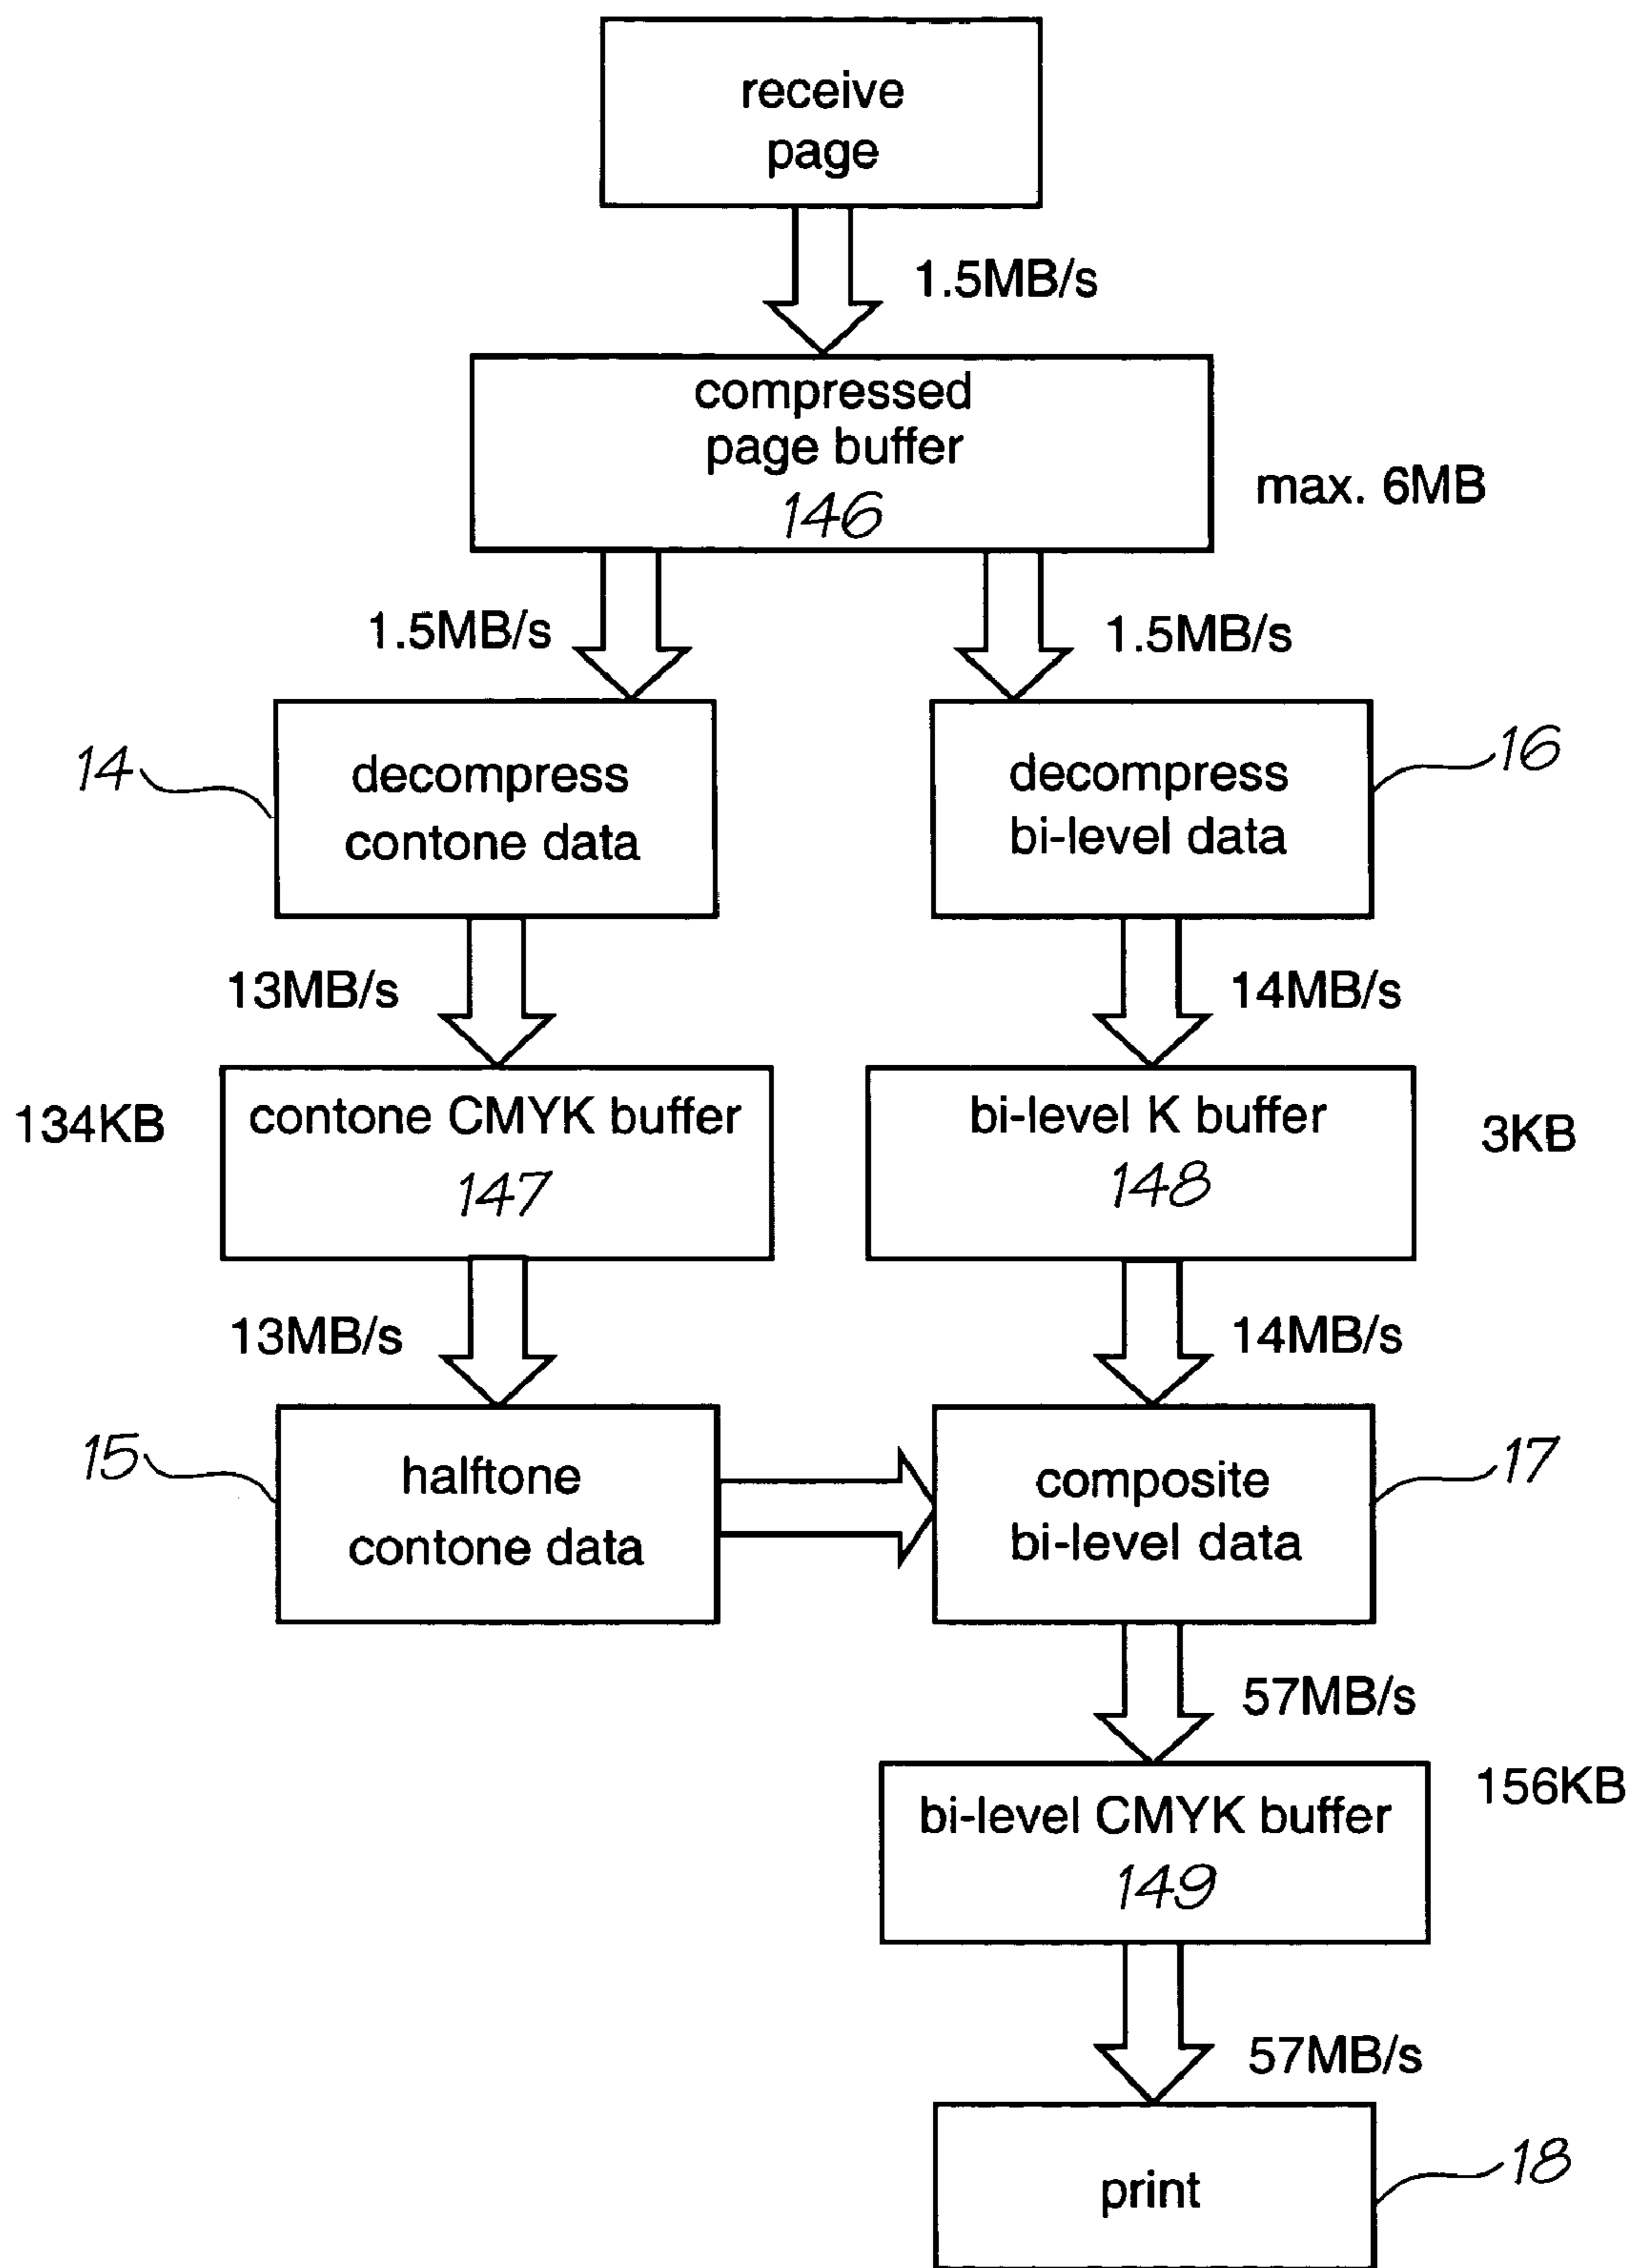 receive
page
1.5MB/s
compressed
page buffer
146
max. 6MB
1.5MB/s
1.5MB/s
14
decompress
contone data
decompress
bi-level data
16
13MB/s
14MB/s
134KB
contone CMYK buffer
147
bi-level K buffer
148
3KB
13MB/s
14MB/s
15
halftone
contone data
composite
bi-level data
17
57MB/s
bi-level CMYK buffer
149
156KB
57MB/s
print
18